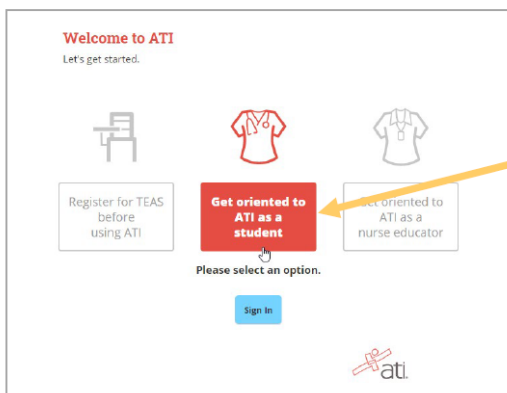 Welcome to ATI
Let's get started.
Register for TEAS
before
using ATI
Get oriented to
ATI as a
student
Get oriented to
ATI as a
nurse educator
Please select an option.
Sign In
ati